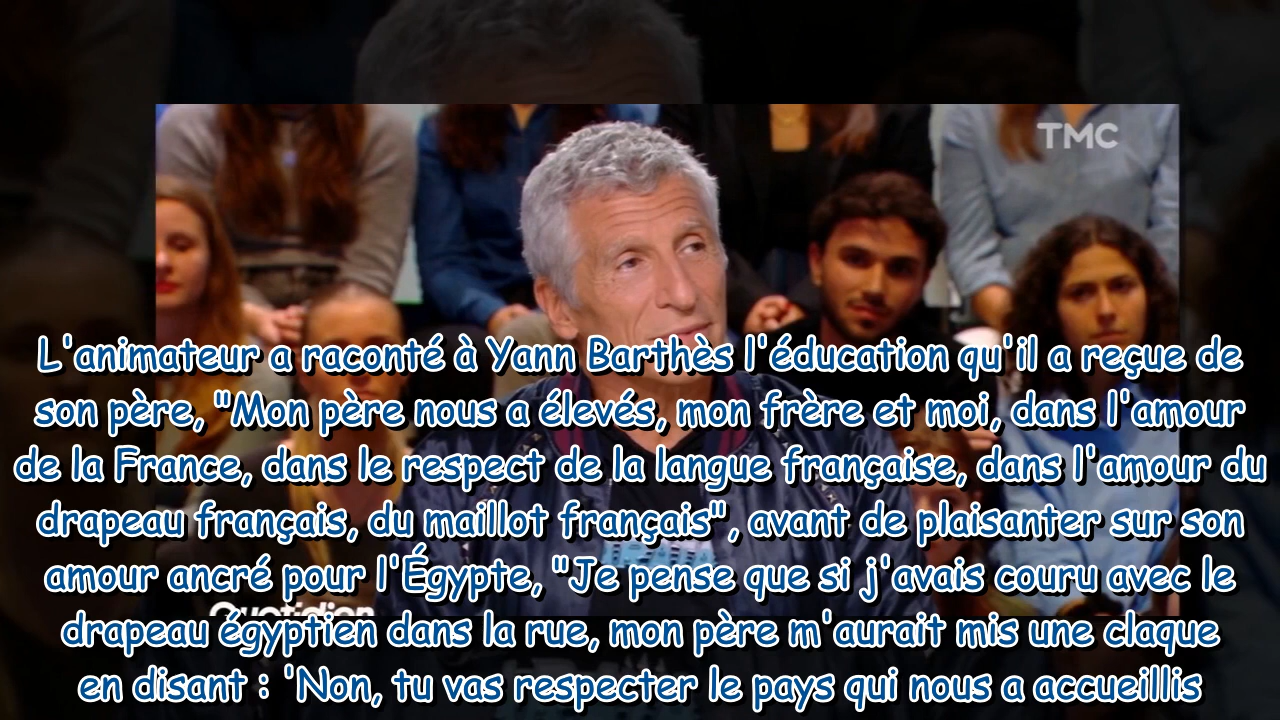 TMC
L'animateur a raconté à Yann Barthès l'éducation qu'il a reçue de
son père, "Mon père nous a élevés, mon frère et moi, dans l'amour
de la France, dans le respect de la langue française, dans l'amour du
drapeau français, du maillot français", avant de plaisanter sur son
amour ancré pour l'Égypte, "Je pense que si j'avais couru avec le
Quotidien
drapeau égyptien dans la rue, mon père m'aurait mis une claque
en disant : 'Non, tu vas respecter le pays qui nous a accueillis